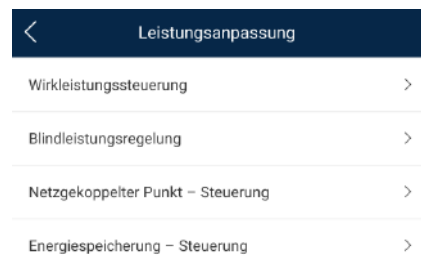 Leistungsanpassung
Wirkleistungssteuerung
Blindleistungsregelung
Netzgekoppelter Punkt – Steuerung
Energiespeicherung – Steuerung